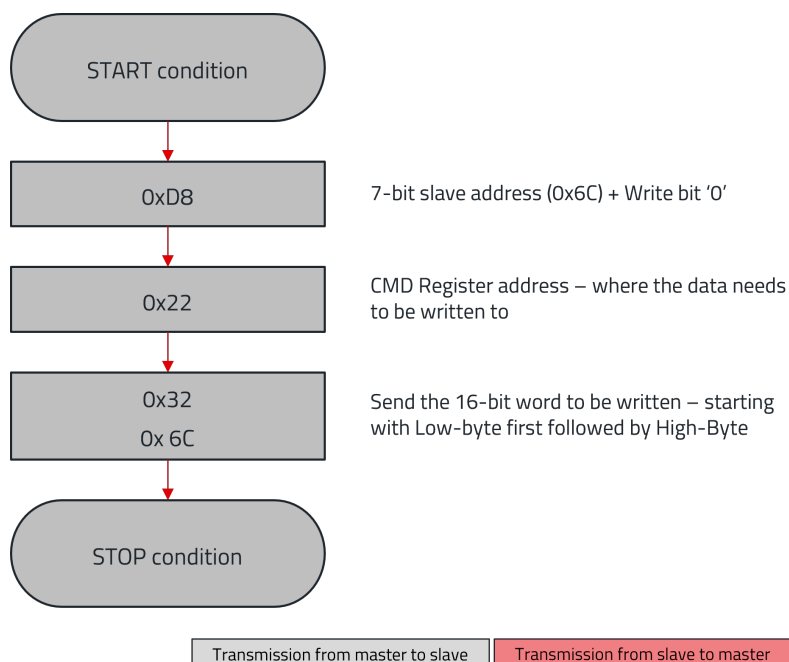 START condition
0xD8
7-bit slave address (0x6C) + Write bit ‘0’
0x22
CMD Register address – where the data needs
to be written to
0x32
0x 6C
Send the 16-bit word to be written – starting
with Low-byte first followed by High-Byte
STOP condition
Transmission from master to slave
Transmission from slave to master